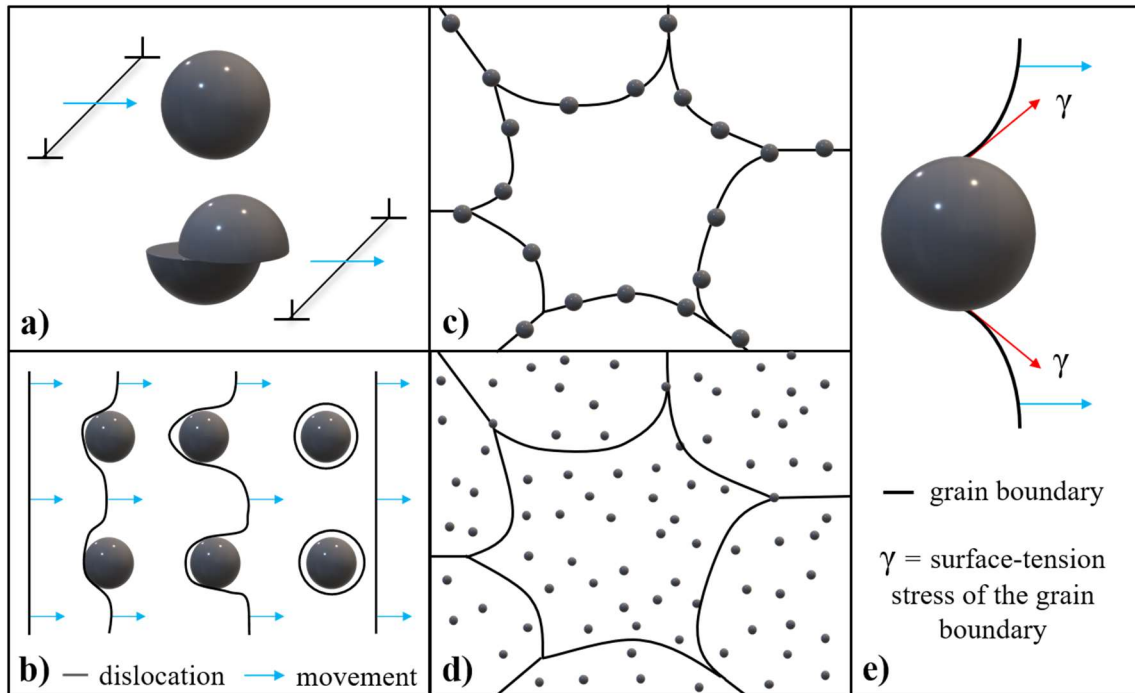 a)
b)
— dislocation → movement
c)
d)
γ
γ
— grain boundary
γ = surface-tension
stress of the grain
boundary
e)